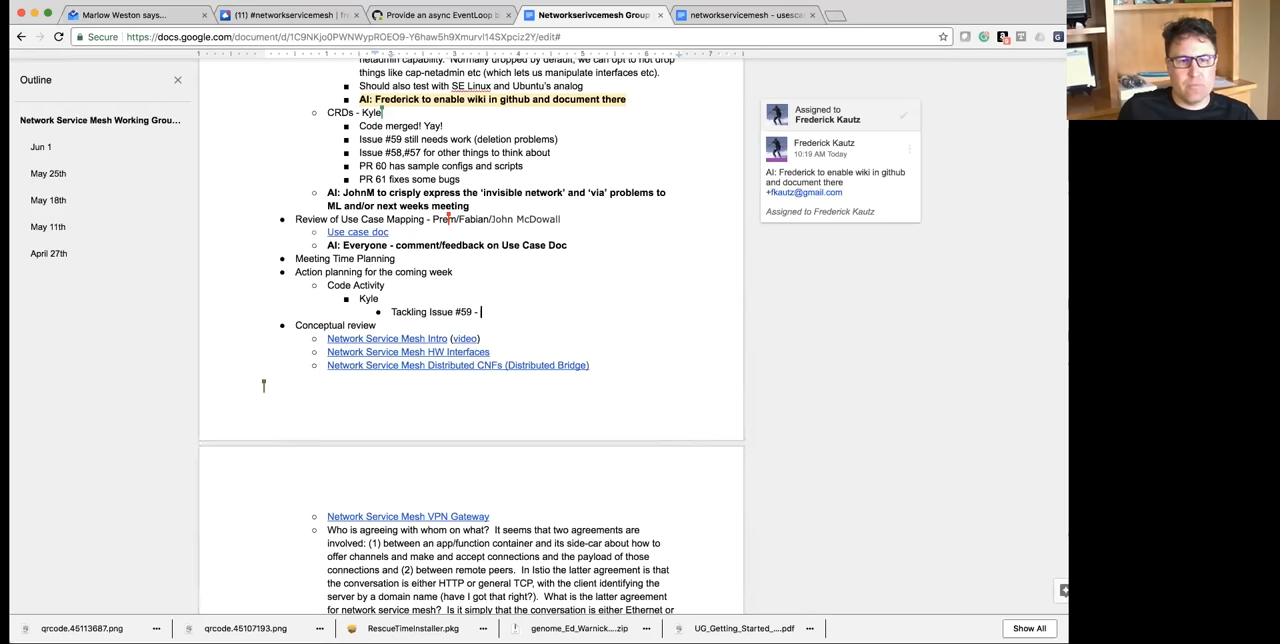 Marlow Weston says...
(11) #networkservicemesh | fre
Provide an async EventLoop b
Networkserivcemesh Group
networkservicemesh - usesca
Secure
https://docs.google.com/document/d/1C9NKjo0PWNWypROEO9-Y6haw5h9Xmurvl14SXpciz2Y/edit#
Outline
Network Service Mesh Working Grou...
Jun 1
May 25th
May 18th
May 11th
April 27th
netadmin capability. Normally dropped by default, we can opt to not drop
things like cap-netadmin etc (which lets us manipulate interfaces etc).
Should also test with SE Linux and Ubuntu's analog
AI: Frederick to enable wiki in github and document there
CRDs - Kyle
Code merged! Yay!
Issue #59 still needs work (deletion problems)
Issue #58,#57 for other things to think about
PR 60 has sample configs and scripts
PR 61 fixes some bugs
AI: JohnM to crisply express the 'invisible network' and 'via' problems to
ML and/or next weeks meeting
Review of Use Case Mapping - Prem/Fabian/John McDowall
Use case doc
AI: Everyone - comment/feedback on Use Case Doc
Meeting Time Planning
Action planning for the coming week
Code Activity
Kyle
Tackling Issue #59 -
Conceptual review
Network Service Mesh Intro (video)
Network Service Mesh HW Interfaces
Network Service Mesh Distributed CNFs (Distributed Bridge)
Network Service Mesh VPN Gateway
Who is agreeing with whom on what? It seems that two agreements are
involved: (1) between an app/function container and its side-car about how to
offer channels and make and accept connections and the payload of those
connections and (2) between remote peers. In Istio the latter agreement is that
the conversation is either HTTP or general TCP, with the client identifying the
server by a domain name (have I got that right?). What is the latter agreement
for network service mesh? Is it simply that the conversation is either Ethernet or
Assigned to
Frederick Kautz
Frederick Kautz
10:19 AM Today
AI: Frederick to enable wiki in github
and document there
+fkautz@gmail.com
Assigned to Frederick Kautz
qrcode.45113687.png
qrcode.45107193.png
RescueTimeInstaller.pkg
genome_Ed_Warnick....zip
UG_Getting_Started_....pdf
Show All